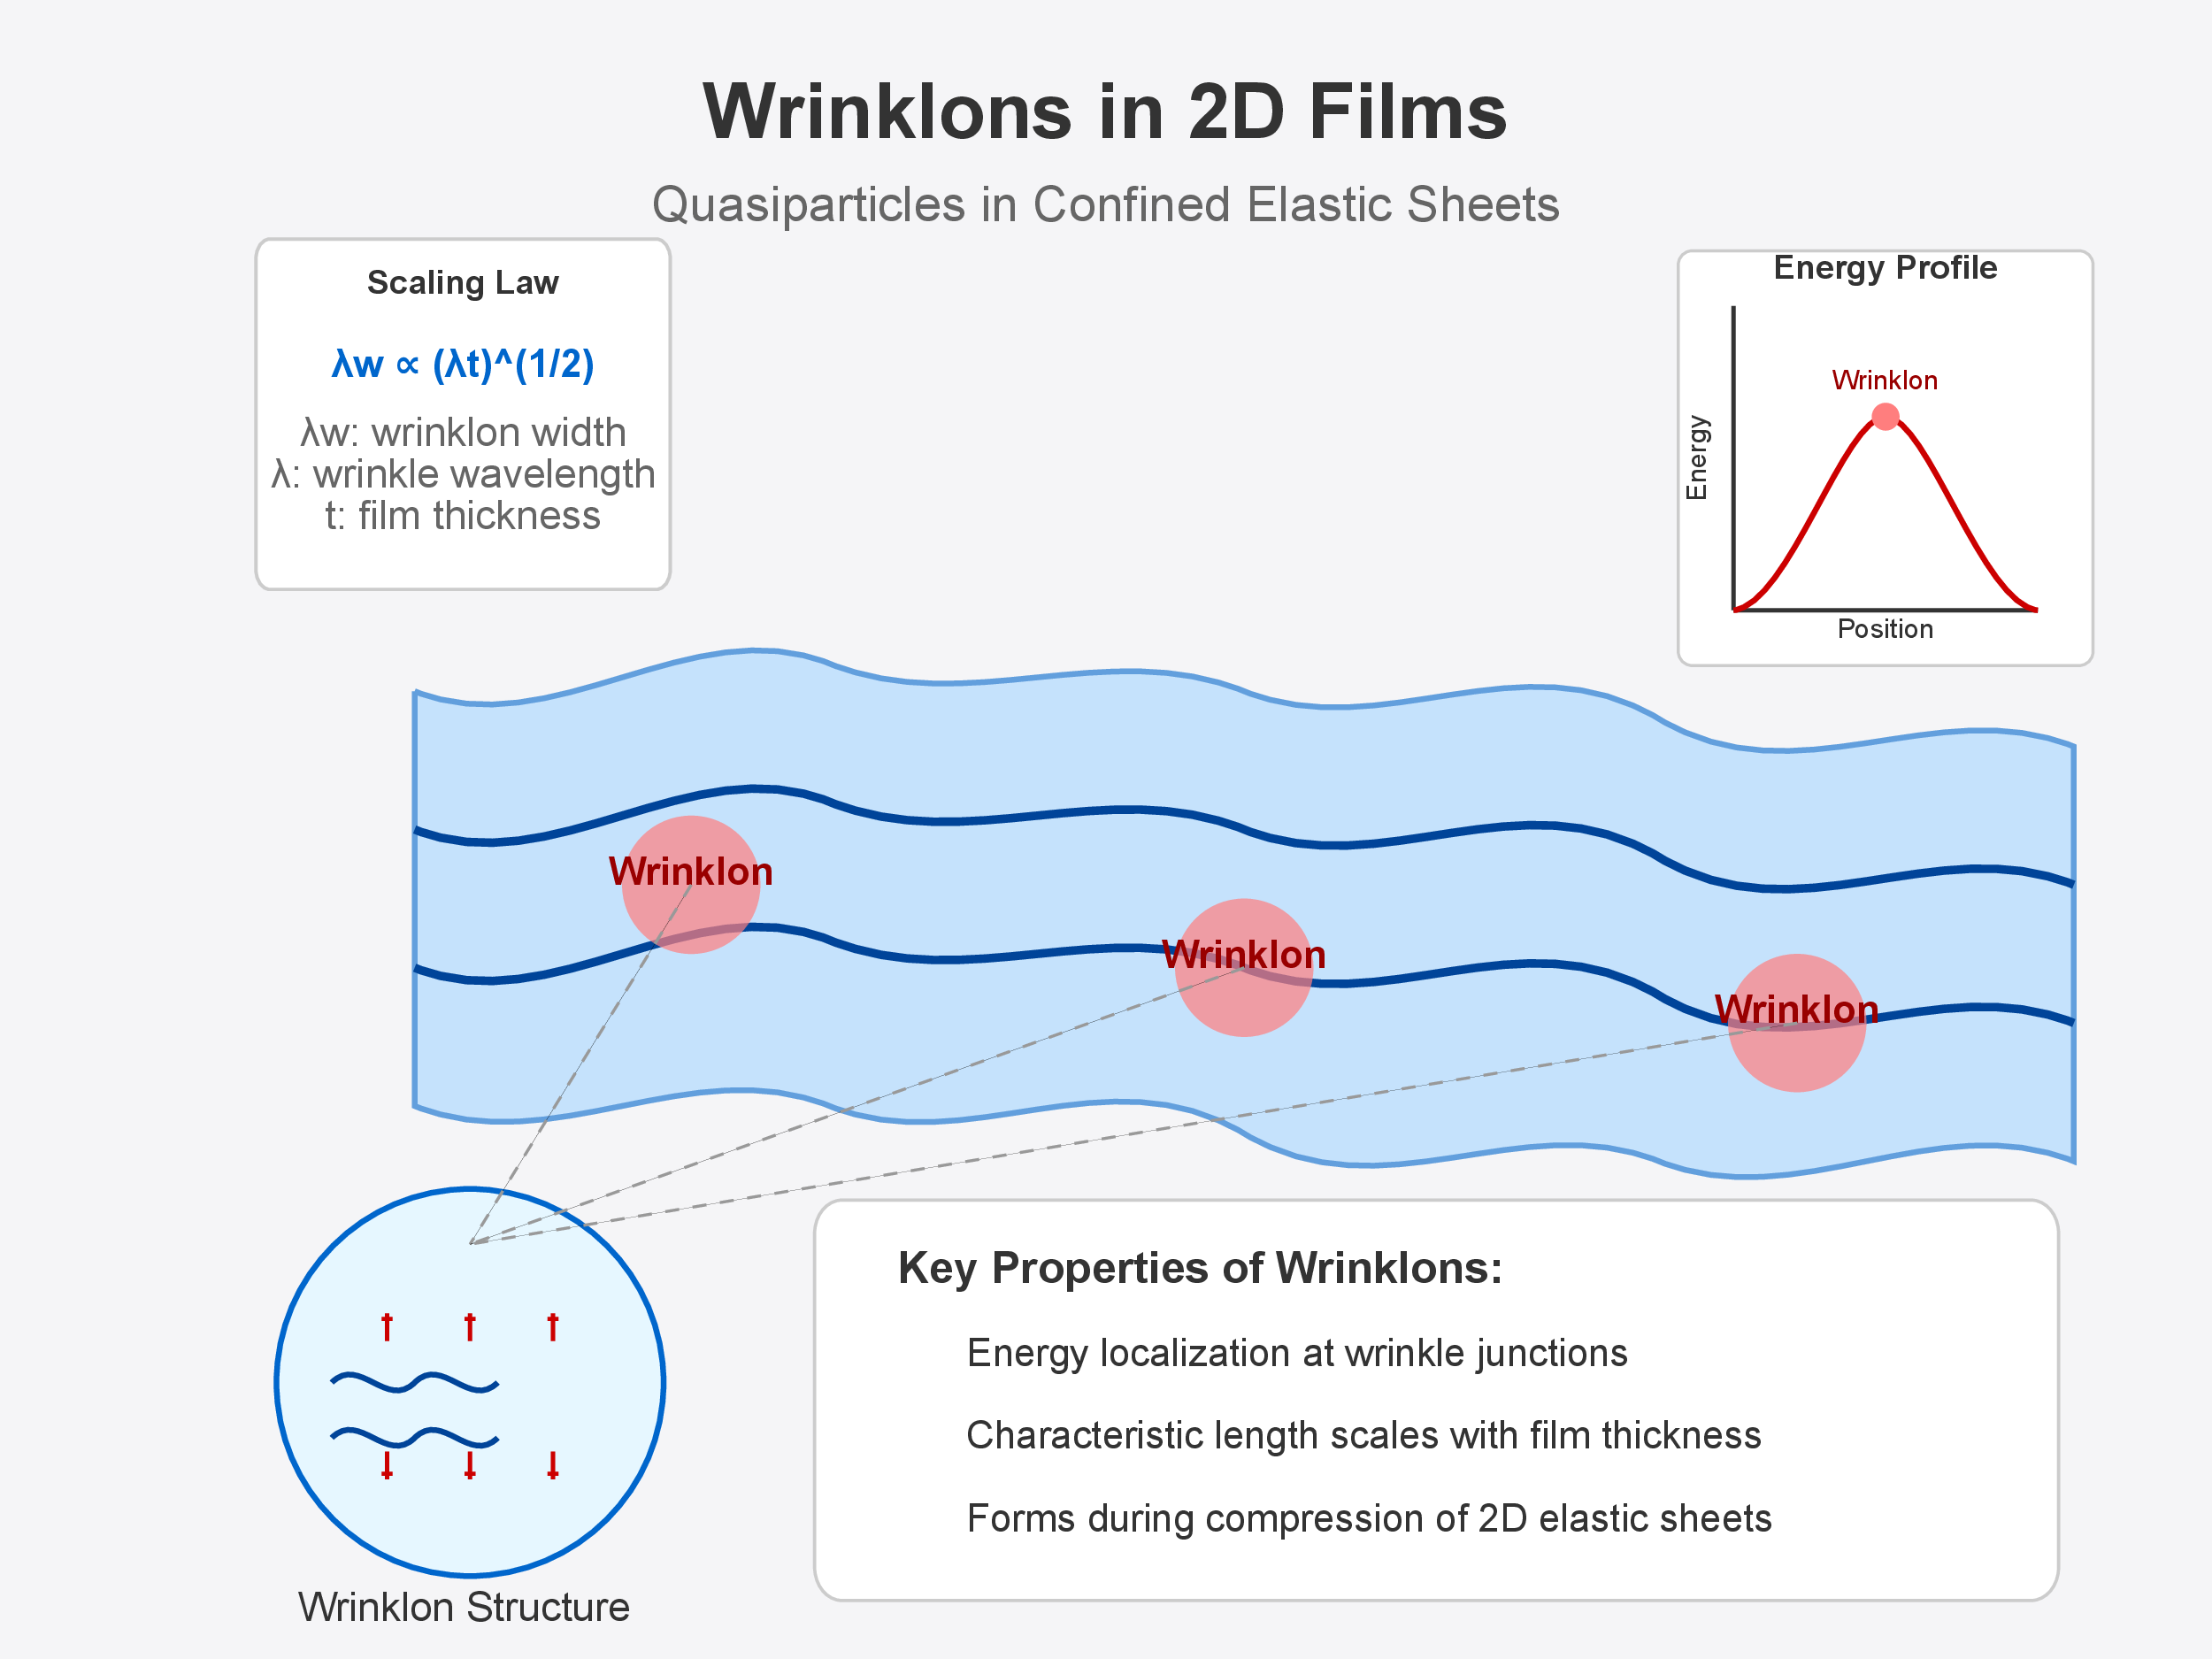 Wrinklons in 2D Films
Quasiparticles in Confined Elastic Sheets
Scaling Law
λw ∝ (λt)^(1/2)
λw: wrinklon width
λ: wrinkle wavelength
t: film thickness
Energy Profile
Wrinklon
Energy
Position
Wrinklon
Wrinklon
Wrinklon
Wrinklon Structure
Key Properties of Wrinklons:
Energy localization at wrinkle junctions
Characteristic length scales with film thickness
Forms during compression of 2D elastic sheets